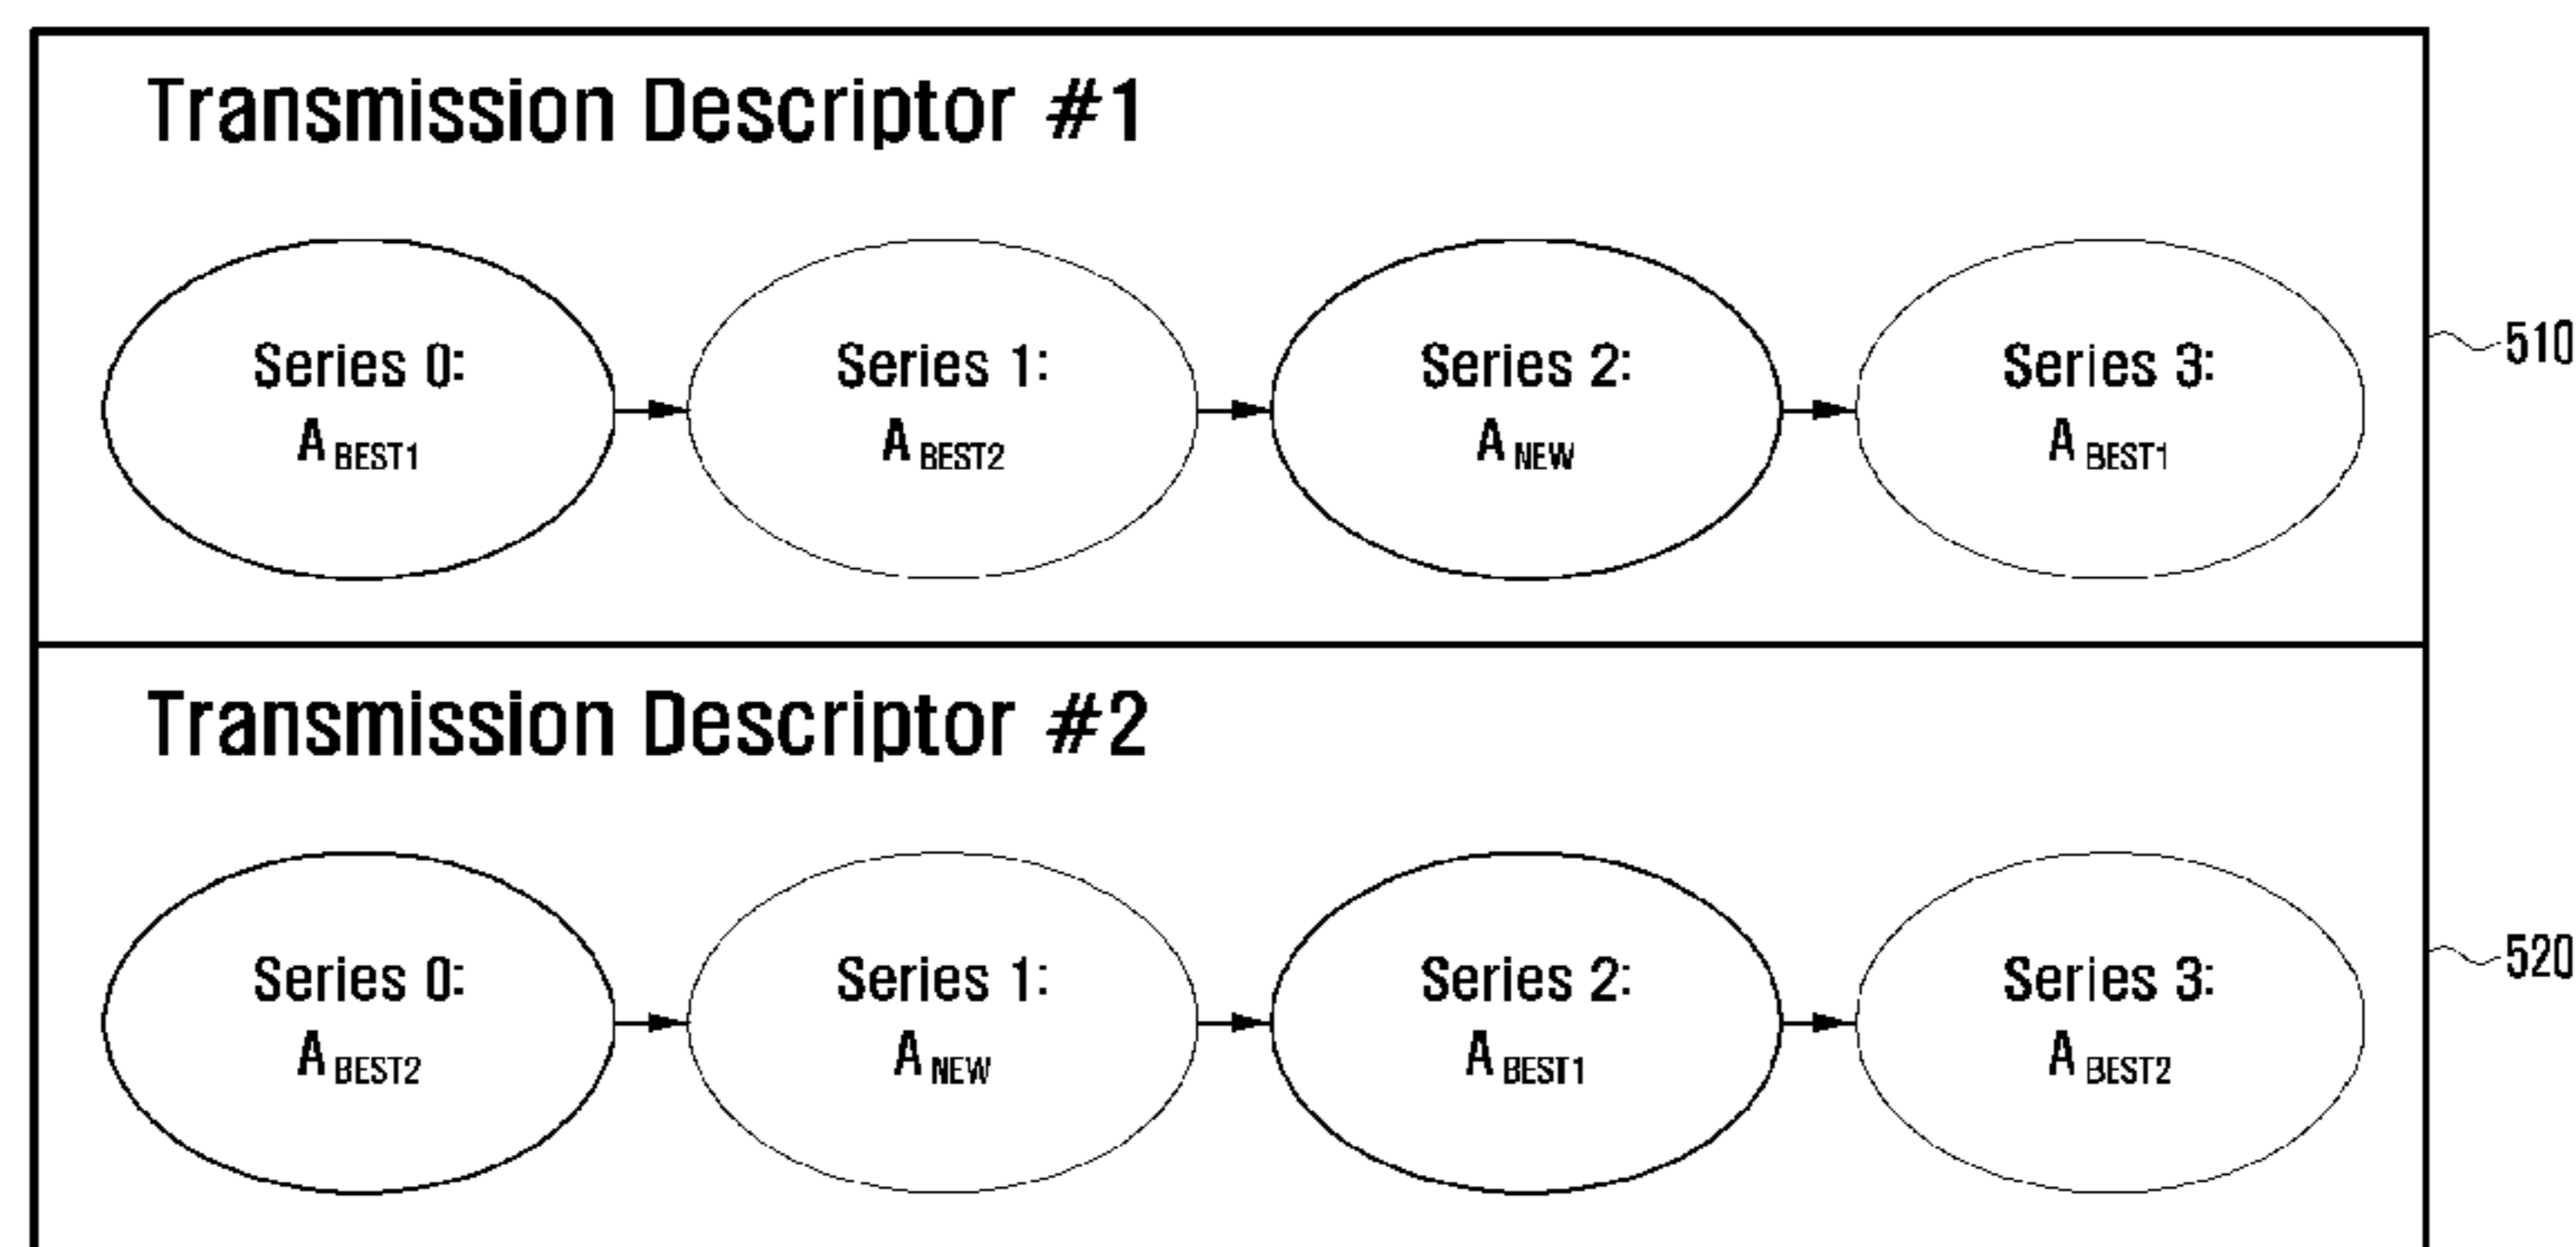 Transmission Descriptor #1
Series 0: Series 1: Series 2: Series 3:
A BEST1 A BEST2 A NEW A BEST1
510
Transmission Descriptor #2
Series 0: Series 1: Series 2: Series 3:
A BEST2 A NEW A BEST1 A BEST2
520